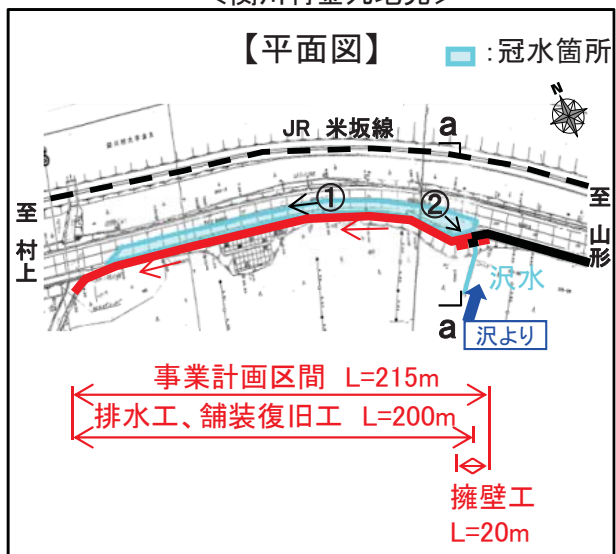 【平面図】
:冠水箇所
N
JR 米坂線
a
①
②
至村上
至山形
沢水
a
沢より
事業計画区間 L=215m
排水工、舗装復旧工 L=200m
擁壁工
L=20m